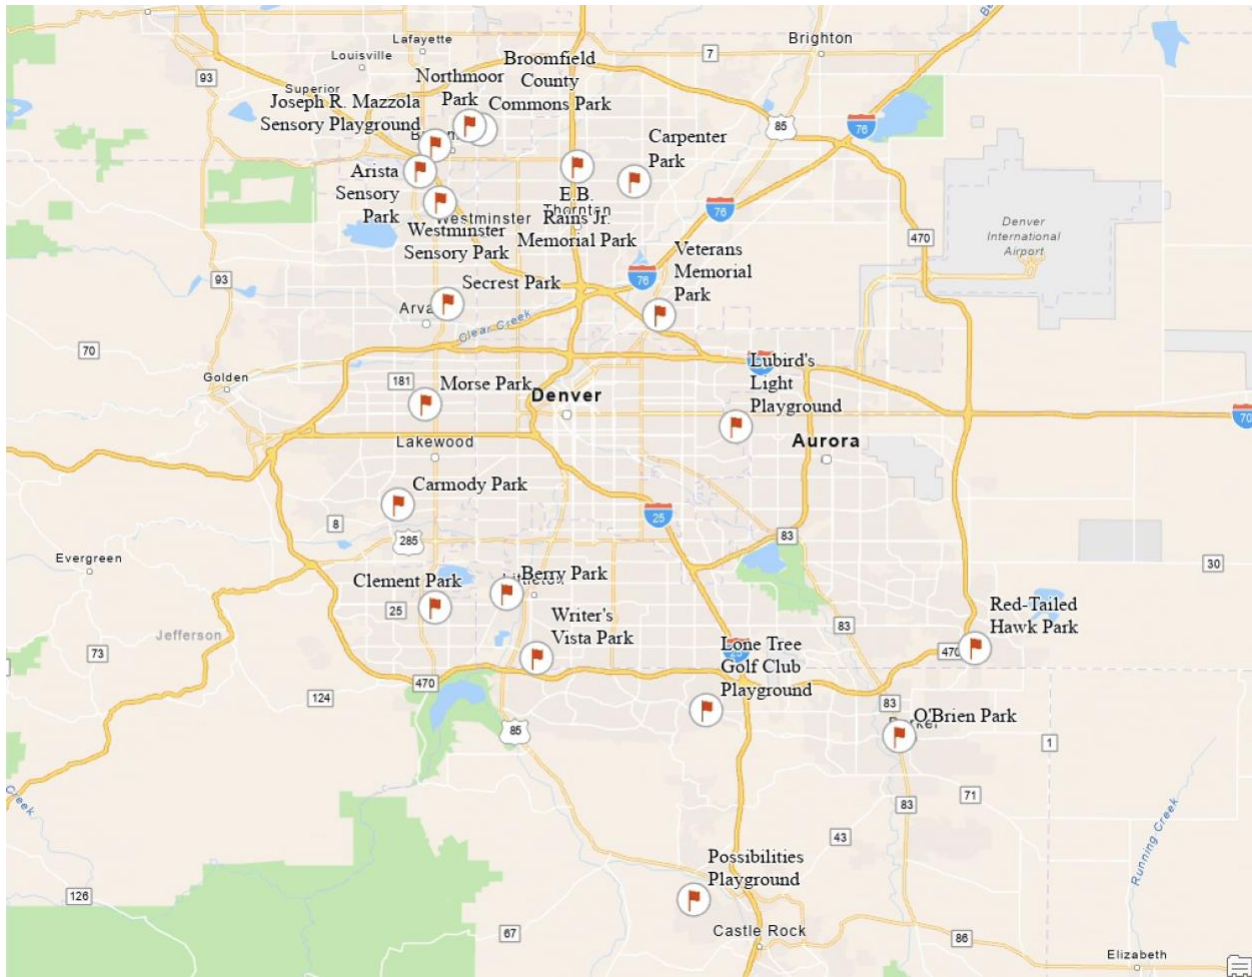 Lafayette
Louisville
Brighton
7
93
Superior
Northmoor
Park
Broomfield
County
Commons Park
Joseph R. Mazzola
Sensory Playground
85
76
Carpenter
Park
Arista
Sensory
Park
E.B.
Rains Jr.
Memorial Park
Thornton
Westminster
Westminster
Sensory Park
76
Denver
International
Airport
470
Veterans
Memorial
Park
76
93
Secrest Park
Clear Creek
70
Golden
181
Morse Park
Denver
Lubird's
Light
Playground
70
Lakewood
Aurora
Carmody Park
8
285
25
83
Evergreen
30
Clement Park
Berry Park
25
Writer's
Vista Park
Red-Tailed
Hawk Park
Jefferson
73
83
470
Lone Tree
Golf Club
Playground
25
470
124
83
O'Brien Park
85
1
Creek
71
83
43
Running Creek
Possibilities
Playground
126
67
Castle Rock
86
Elizabeth